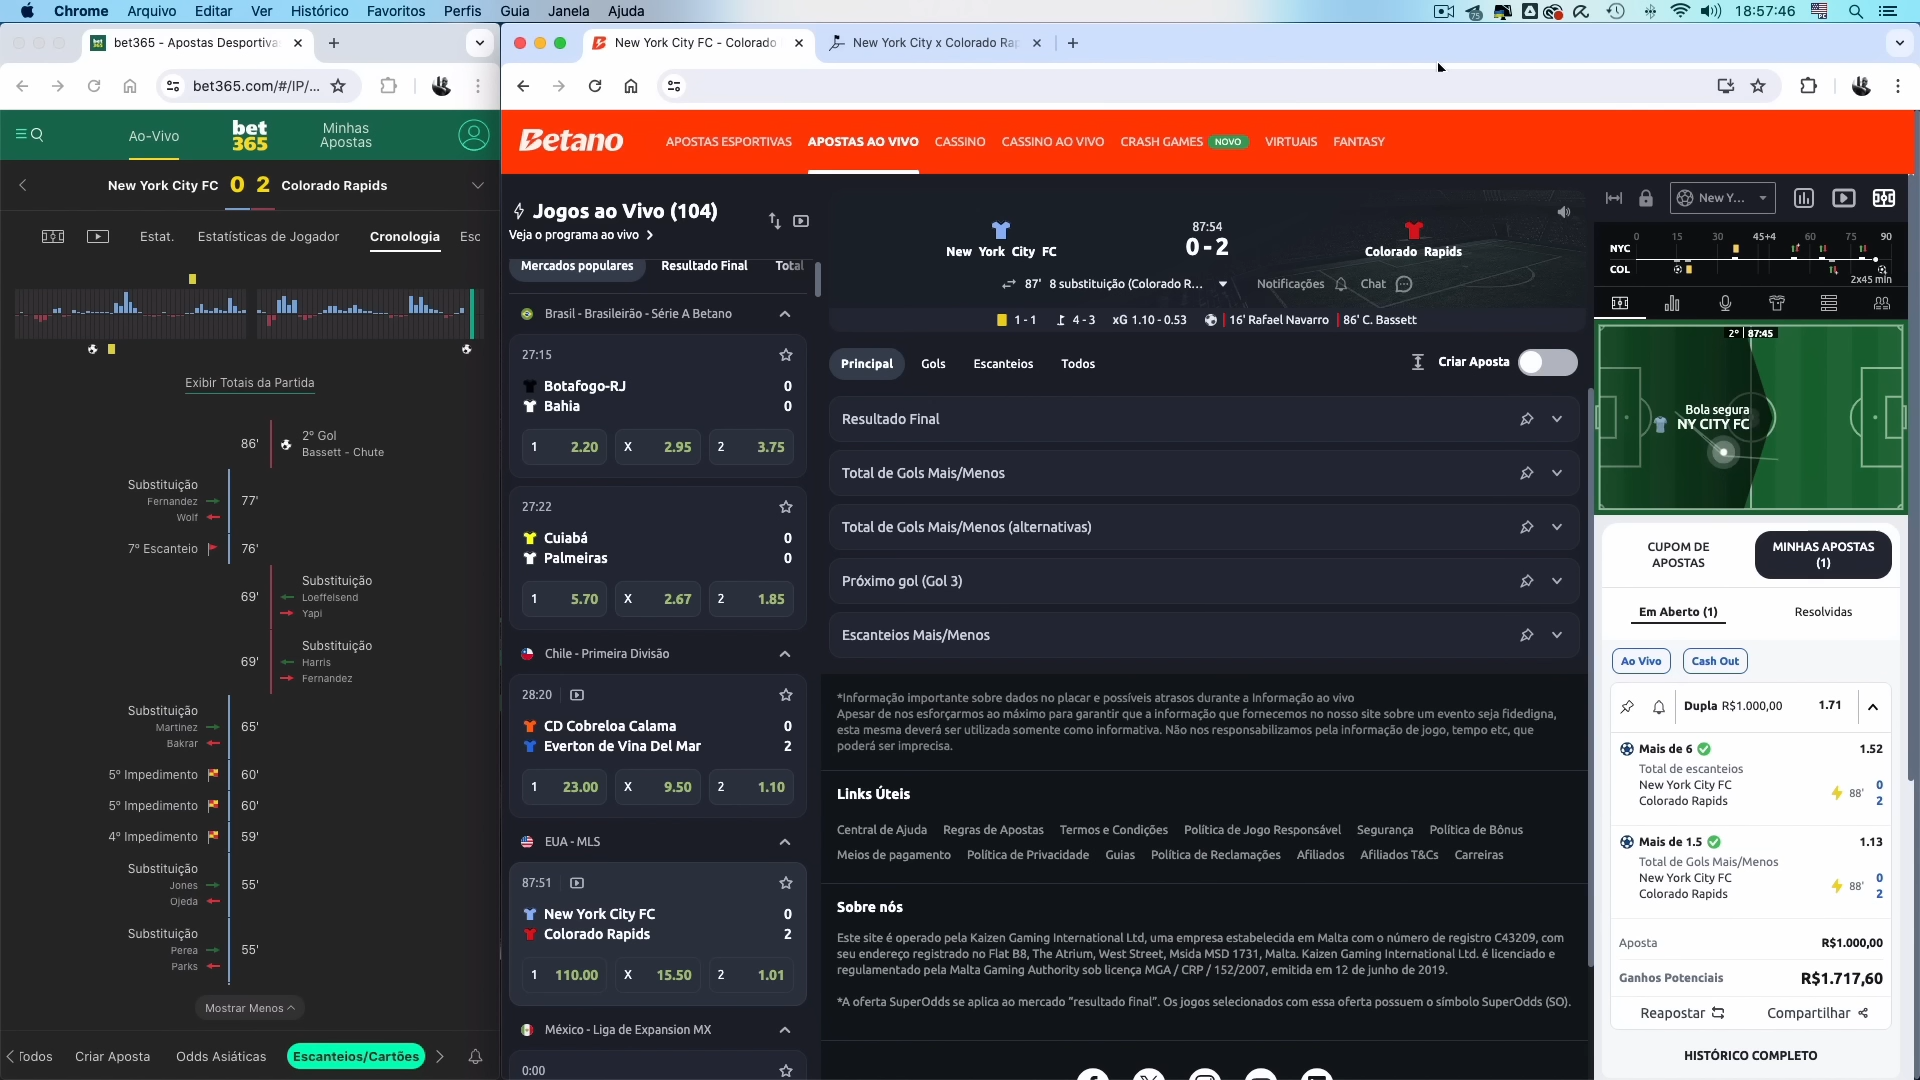 Chrome Arquivo Editar Ver Histórico Favoritos Perfis Guia Janela Ajuda
75
18:57:46
bet365 - Apostas Desportiva
New York City FC - Colorado
New York City x Colorado Rap
bet365.com/#/IP/...
Ao-Vivo
bet365
Minhas Apostas
New York City FC 0 2 Colorado Rapids
Estat. Estatísticas de Jogador Cronologia Esc
Exibir Totais da Partida
86' 2º Gol
Bassett - Chute
Substituição
Fernandez
Wolf
77'
7º Escanteio 76'
69' Substituição
Loeffelsend
Yapi
69' Substituição
Harris
Fernandez
Substituição
Martinez
Bakrar
65'
5º Impedimento 60'
5º Impedimento 60'
4º Impedimento 59'
Substituição
Jones
Ojeda
55'
Substituição
Perea
Parks
55'
Mostrar Menos
Todos Criar Aposta Odds Asiáticas Escanteios/Cartões
Betano
APOSTAS ESPORTIVAS APOSTAS AO VIVO CASSINO CASSINO AO VIVO CRASH GAMES NOVO VIRTUAIS FANTASY
Jogos ao Vivo (104)
Veja o programa ao vivo
Mercados populares Resultado Final Total
Brasil - Brasileirão - Série A Betano
27:15
Botafogo-RJ 0
Bahia 0
1 2.20 X 2.95 2 3.75
27:22
Cuiabá 0
Palmeiras 0
1 5.70 X 2.67 2 1.85
Chile - Primeira Divisão
28:20
CD Cobreloa Calama 0
Everton de Vina Del Mar 2
1 23.00 X 9.50 2 1.10
EUA - MLS
87:51
New York City FC 0
Colorado Rapids 2
1 110.00 X 15.50 2 1.01
México - Liga de Expansion MX
0:00
87:54
New York City FC 0 - 2 Colorado Rapids
87' 8 substituição (Colorado R... Notificações Chat
1 - 1 4 - 3 xG 1.10 - 0.53 16' Rafael Navarro 86' C. Bassett
Principal Gols Escanteios Todos Criar Aposta
Resultado Final
Total de Gols Mais/Menos
Total de Gols Mais/Menos (alternativas)
Próximo gol (Gol 3)
Escanteios Mais/Menos
*Informação importante sobre dados no placar e possíveis atrasos durante a Informação ao vivo
Apesar de nos esforçarmos ao máximo para garantir que a informação que fornecemos no nosso site sobre um evento seja fidedigna,
esta mesma deverá ser utilizada somente como informativa. Não nos responsabilizamos pela informação de jogo, tempo etc, que
poderá ser imprecisa.
Links Úteis
Central de Ajuda Regras de Apostas Termos e Condições Política de Jogo Responsável Segurança Política de Bônus
Meios de pagamento Política de Privacidade Guias Política de Reclamações Afiliados Afiliados T&Cs Carreiras
Sobre nós
Este site é operado pela Kaizen Gaming International Ltd, uma empresa estabelecida em Malta com o número de registro C43209, com
seu endereço registrado no Flat B8, The Atrium, West Street, Msida MSD 1731, Malta. Kaizen Gaming International Ltd. é licenciado e
regulamentado pela Malta Gaming Authority sob licença MGA / CRP / 152/2007, emitida em 12 de junho de 2019.
*A oferta SuperOdds se aplica ao mercado “resultado final”. Os jogos selecionados com essa oferta possuem o símbolo SuperOdds (SO).
New Y...
0 15 30 45+4 60 75 90
NYC
COL
2x45 min
2º 87:45
Bola segura
NY CITY FC
CUPOM DE APOSTAS
MINHAS APOSTAS (1)
Em Aberto (1) Resolvidas
Ao Vivo Cash Out
Dupla R$1.000,00 1.71
Mais de 6 1.52
Total de escanteios
New York City FC 0
Colorado Rapids 88' 2
Mais de 1.5 1.13
Total de Gols Mais/Menos
New York City FC 0
Colorado Rapids 88' 2
Aposta R$1.000,00
Ganhos Potenciais R$1.717,60
Reapostar Compartilhar
HISTÓRICO COMPLETO